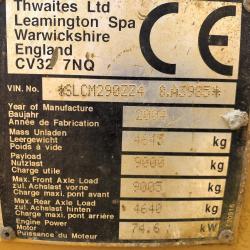 Thwaites Ltd
Leamington Spa
Warwickshire
England
CV32 7NQ
CE
VIN. No.
Year of Manufacture
Baujahr
Année de Fabrication
Mass Unladen
Leergewicht 4645 kg
Poids à vide
Payload
Nutzlast 9000 kg
Charge utile
Max. Front Axle Load
zul. Achslast vorne 9005 kg
Charge maxi. pont avant
Max. Rear Axle Load
zul. Achslast hinten 4640 kg
Charge maxi. pont arrière
Engine Power
Motor 74.6 kW
Puissance du Moteur